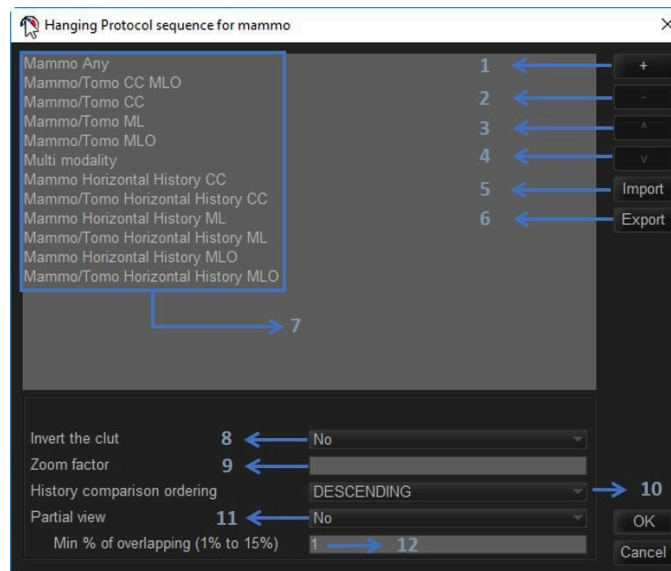 Hanging Protocol sequence for mammo
Mammo Any
Mammo/Tomo CC MLO
Mammo/Tomo CC
Mammo/Tomo ML
Mammo/Tomo MLO
Multi modality
Mammo Horizontal History CC
Mammo/Tomo Horizontal History CC
Mammo Horizontal History ML
Mammo/Tomo Horizontal History ML
Mammo Horizontal History MLO
Mammo/Tomo Horizontal History MLO
1 +
2 -
3 ^
4 v
5 Import
6 Export
7
Invert the clut 8 No
Zoom factor 9
History comparison ordering DESCENDING 10
Partial view 11 No
Min % of overlapping (1% to 15%) 1 12
OK
Cancel